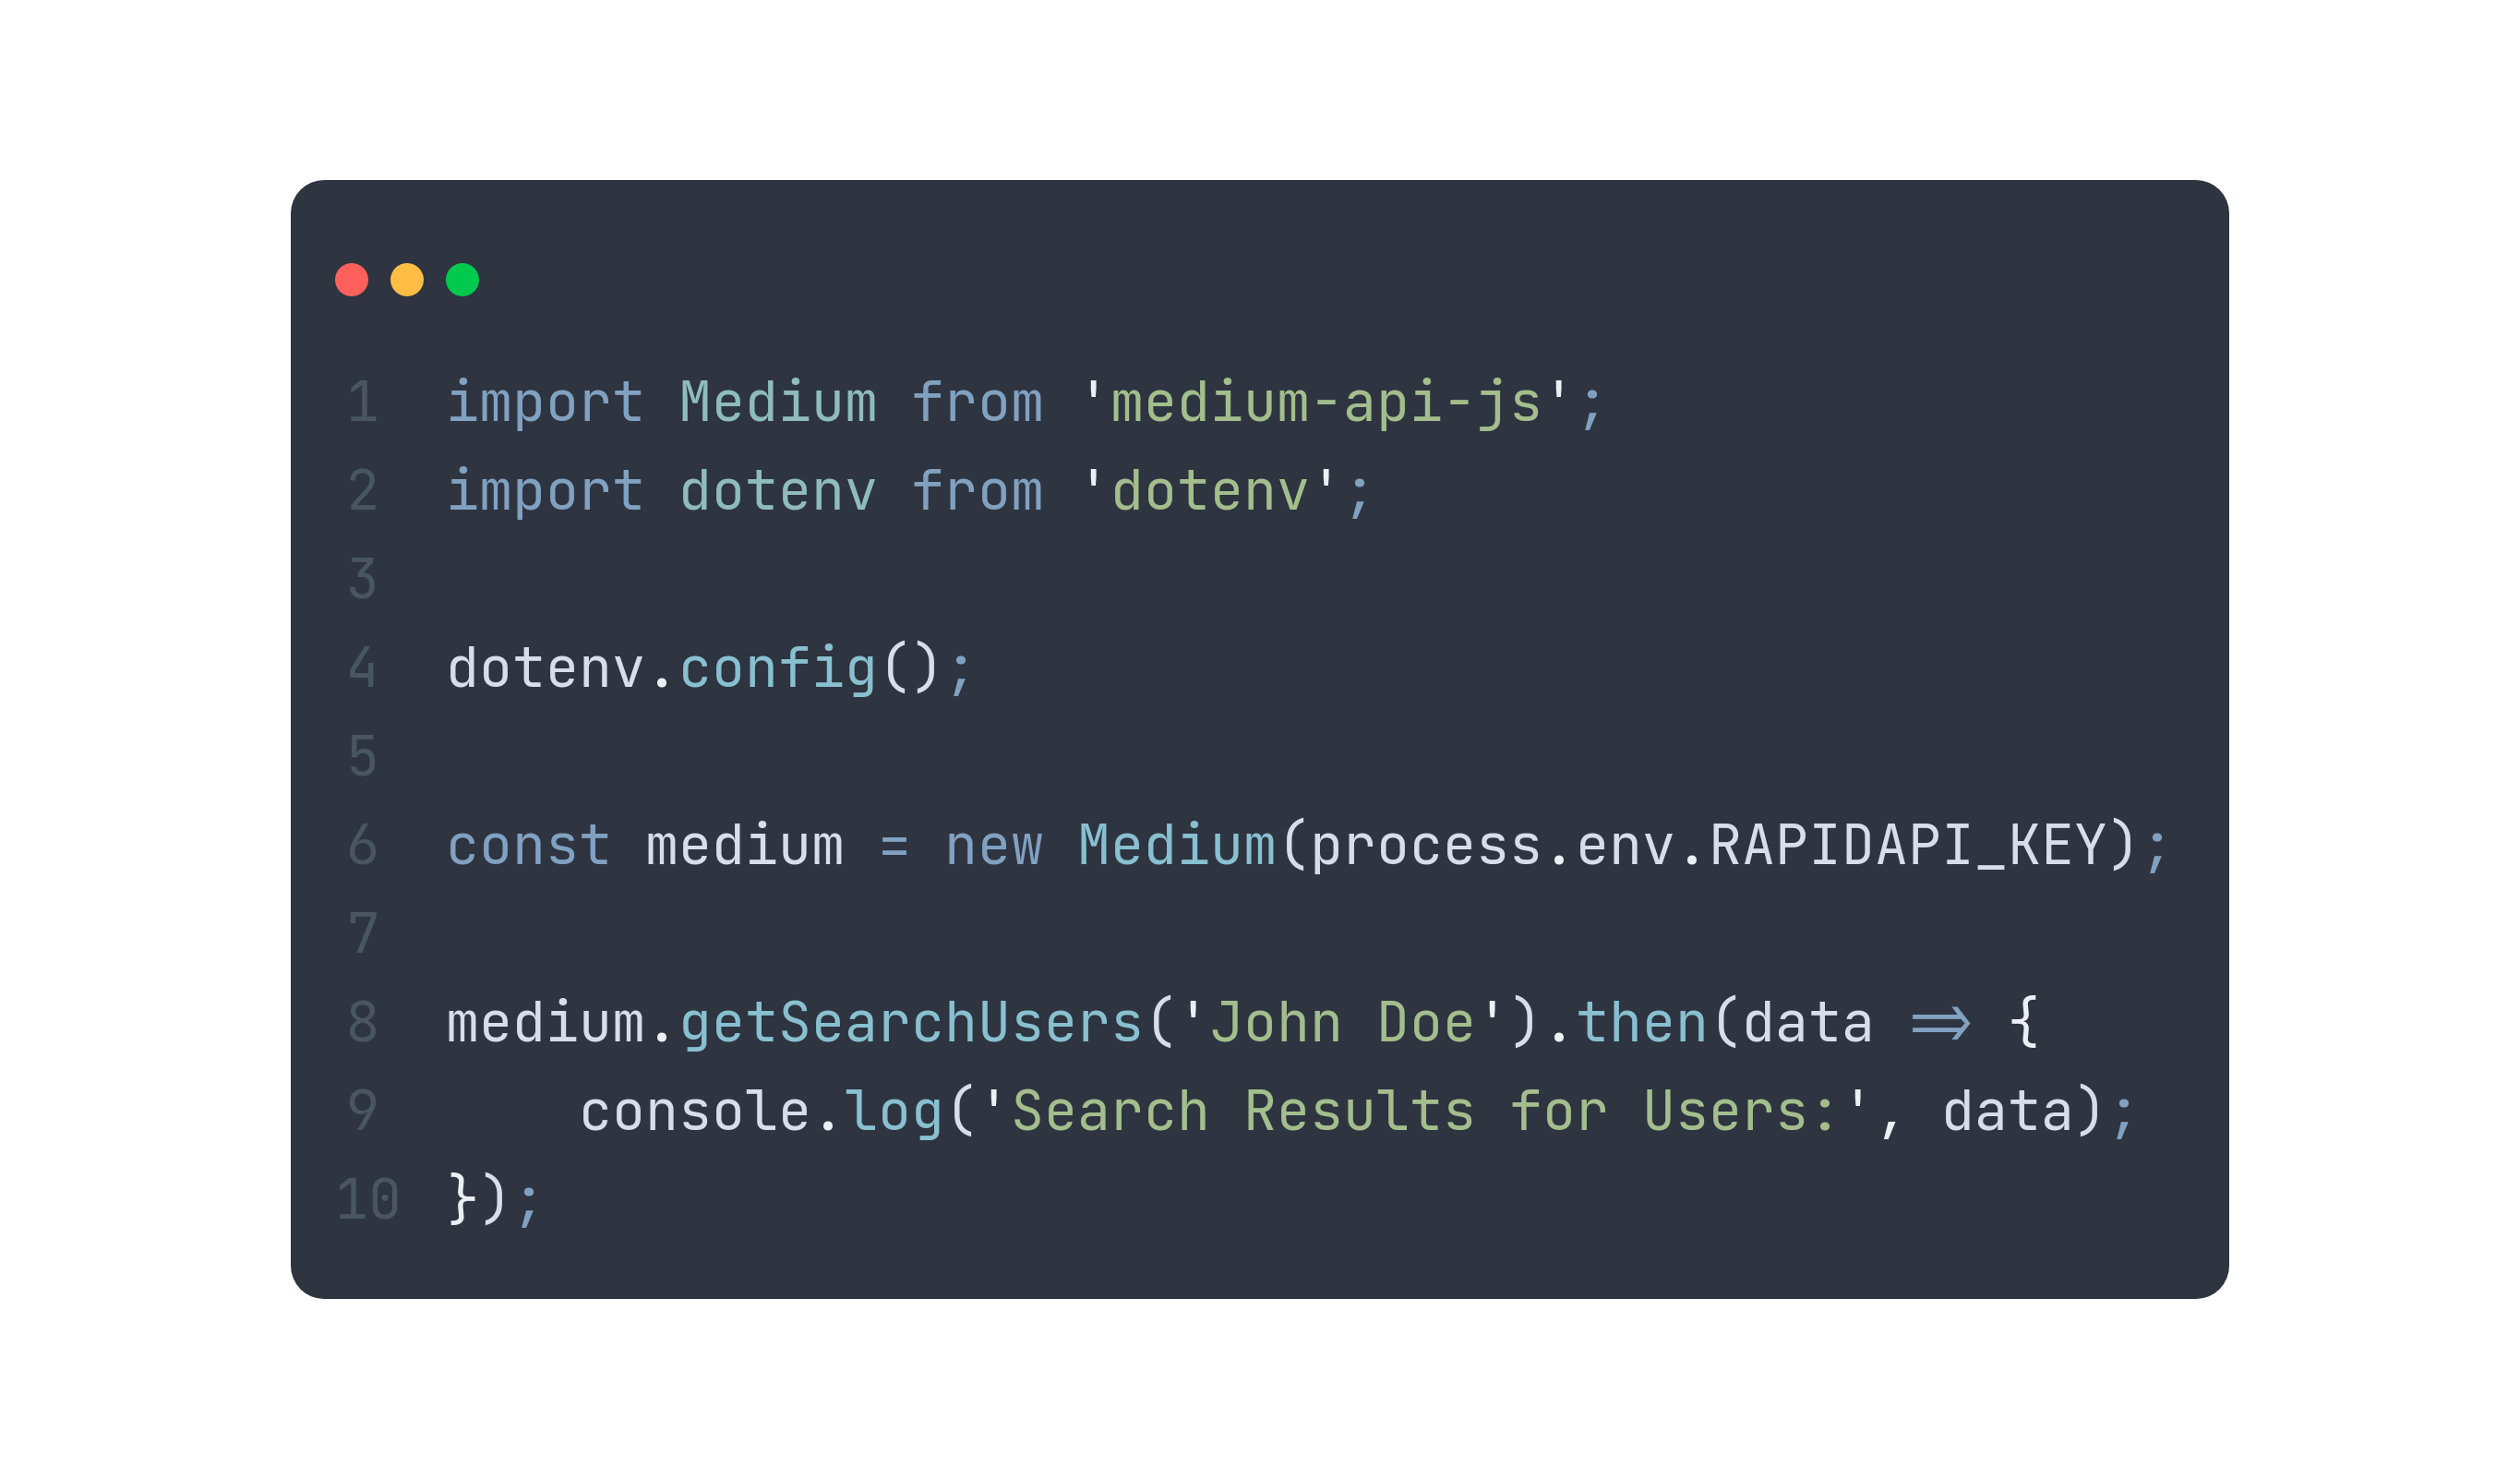 1 import Medium from 'medium-api-js';
2 import dotenv from 'dotenv';
3
4 dotenv.config();
5
6 const medium = new Medium(process.env.RAPIDAPI_KEY);
7
8 medium.getSearchUsers('John Doe').then(data => {
9     console.log('Search Results for Users:', data);
10 });